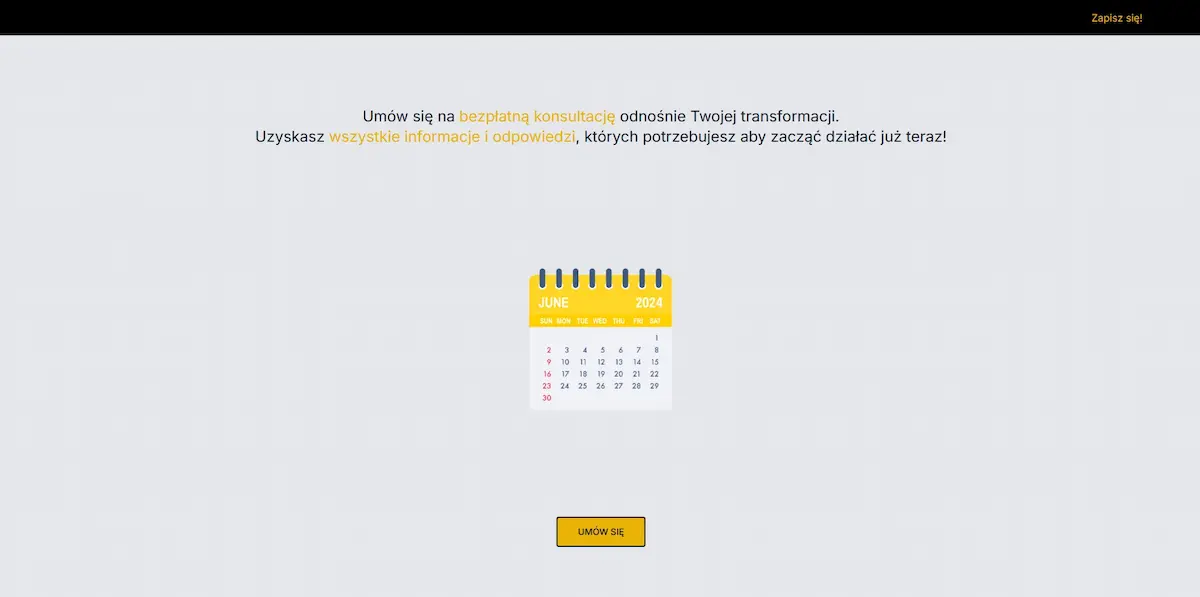 Zapisz się!
Umów się na bezpłatną konsultację odnośnie Twojej transformacji.
Uzyskasz wszystkie informacje i odpowiedzi, których potrzebujesz aby zacząć działać już teraz!
JUNE 2024
SUN MON TUE WED THU FRI SAT
1
2 3 4 5 6 7 8
9 10 11 12 13 14 15
16 17 18 19 20 21 22
23 24 25 26 27 28 29
30
UMÓW SIĘ